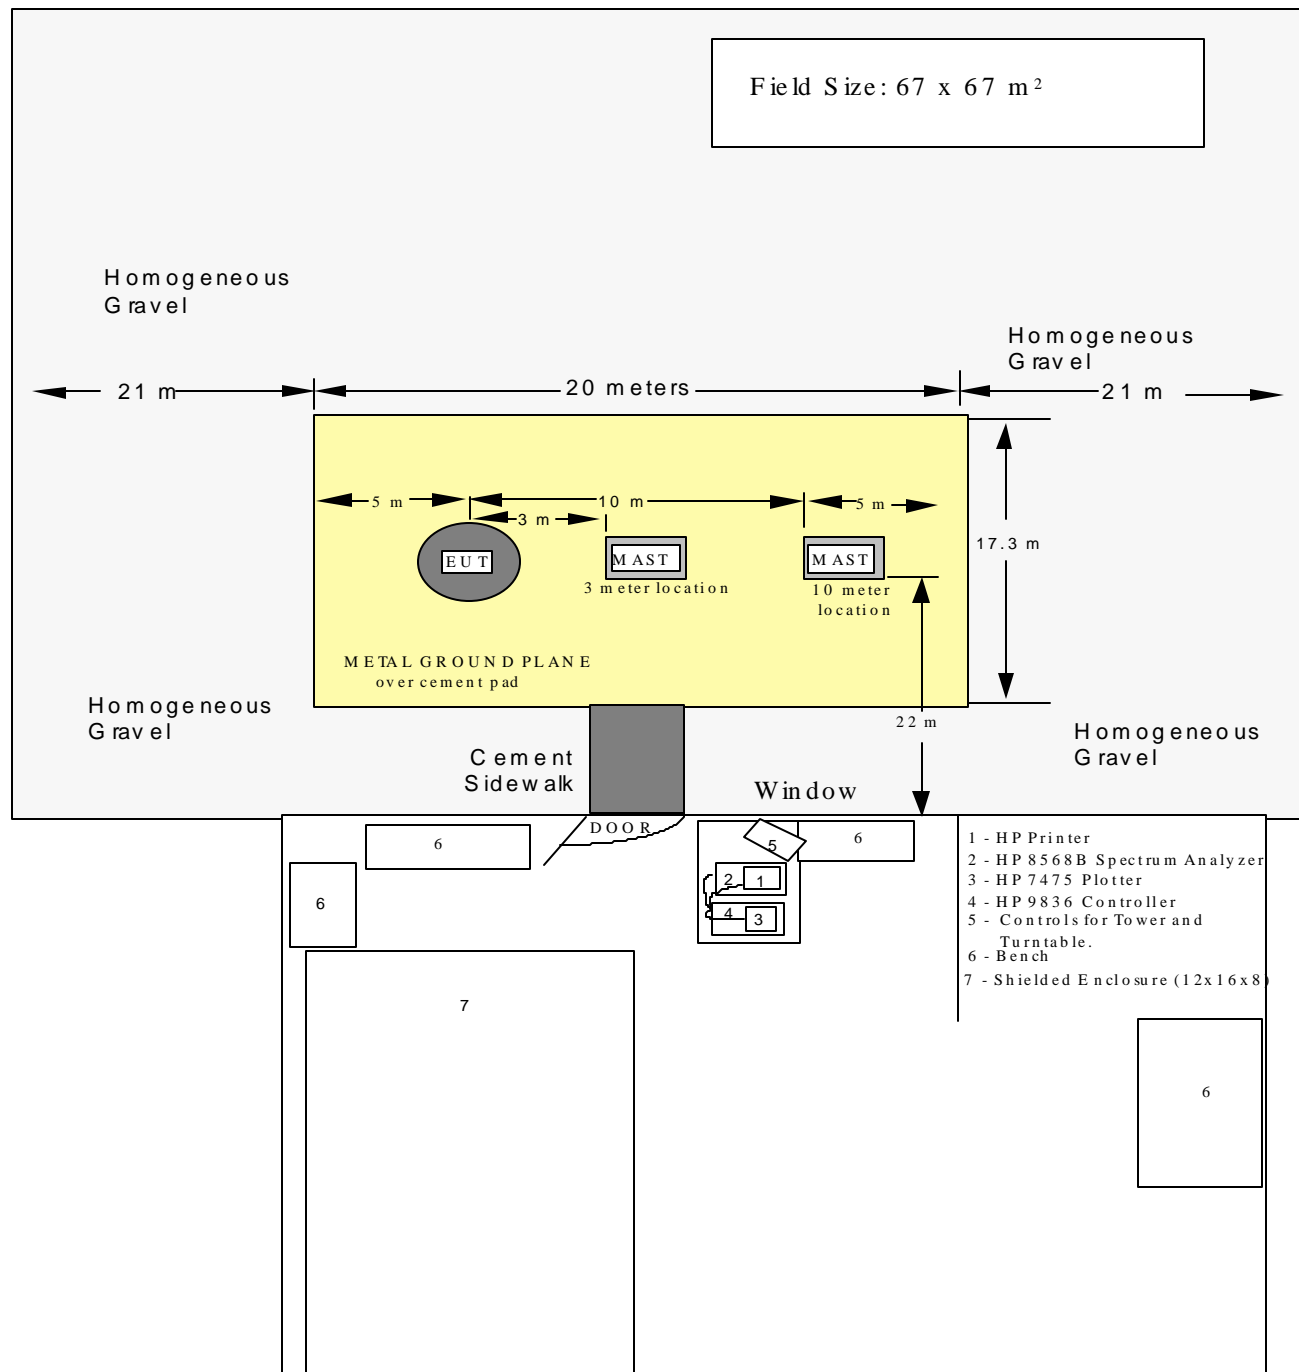 Field Size: 67 x 67 m²
Homogeneous
Gravel
Homogeneous
Gravel
21 m
20 meters
21 m
5 m
10 m
5 m
3 m
17.3 m
EUT
MAST
MAST
3 meter location
10 meter
location
METAL GROUND PLANE
over cement pad
Homogeneous
Gravel
22 m
Homogeneous
Gravel
Cement
Sidewalk
Window
DOOR
6
5
6
1 - HP Printer
2 - HP 8568B Spectrum Analyzer
3 - HP 7475 Plotter
4 - HP 9836 Controller
5 - Controls for Tower and
Turntable.
6 - Bench
7 - Shielded Enclosure (12x16x8)
2
1
6
4
3
7
6